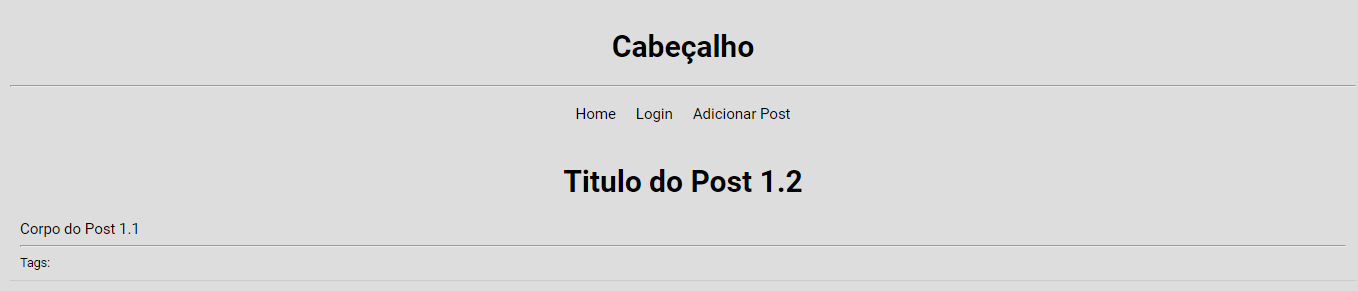 Cabeçalho
Home Login Adicionar Post
Titulo do Post 1.2
Corpo do Post 1.1
Tags: